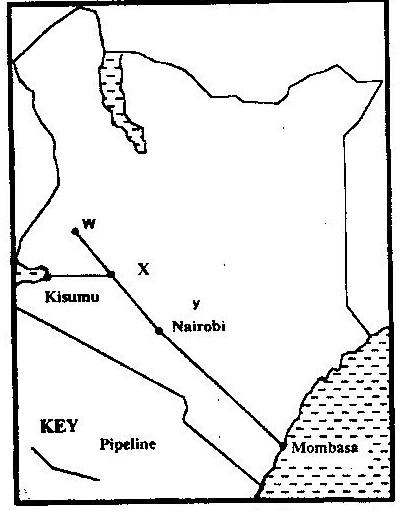 W
X
Kisumu
y
Nairobi
KEY
Pipeline
Mombasa